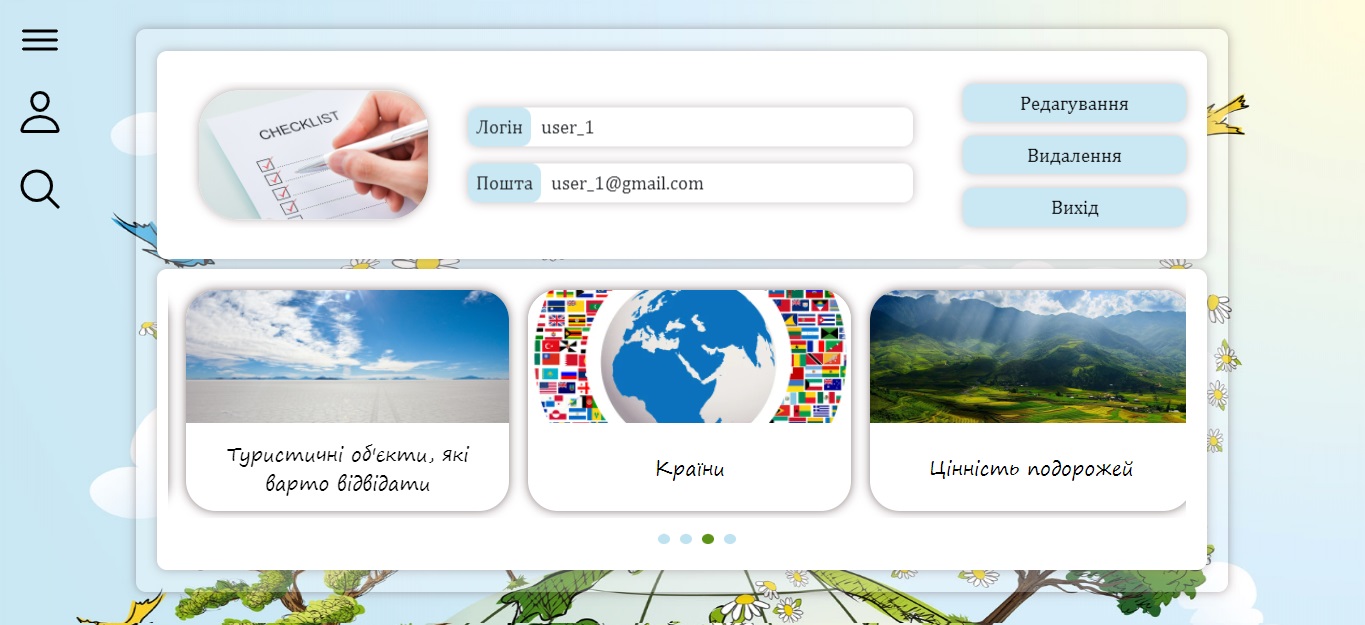 CHECKLIST
Логін user_1
Пошта user_1@gmail.com
Редагування
Видалення
Вихід
Туристичні об'єкти, які
варто відвідати
Країни
Цінність подорожей